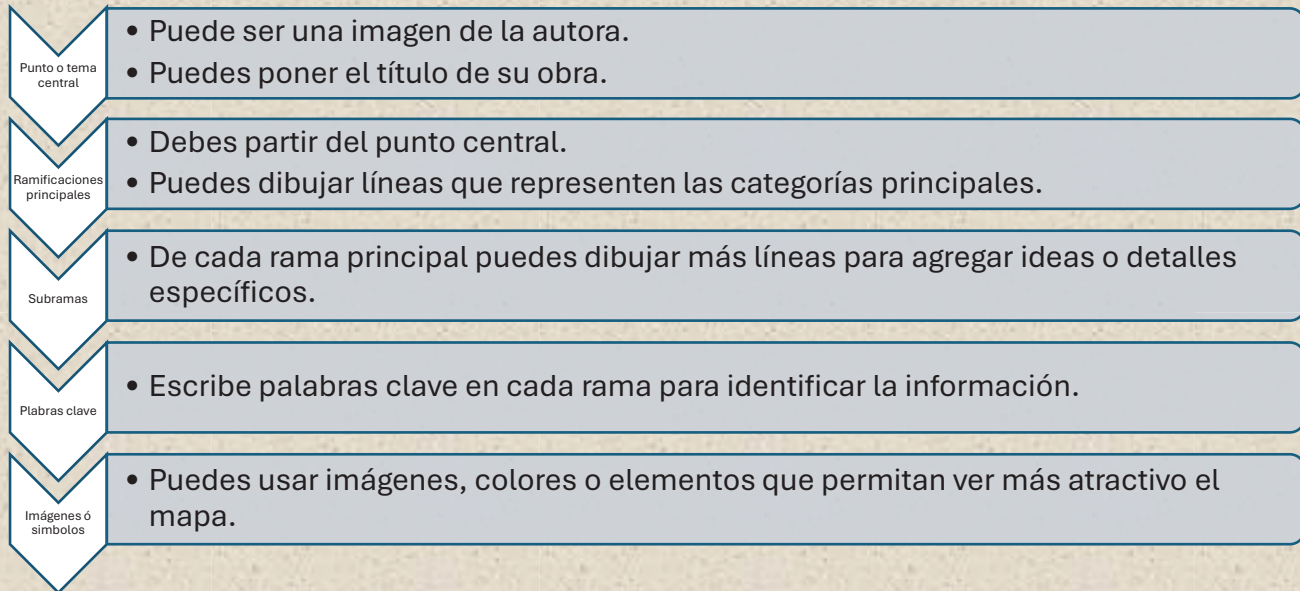 Punto o tema
central
• Puede ser una imagen de la autora.
• Puedes poner el título de su obra.
Ramificaciones
principales
• Debes partir del punto central.
• Puedes dibujar líneas que representen las categorías principales.
Subramas
• De cada rama principal puedes dibujar más líneas para agregar ideas o detalles
específicos.
Plabras clave
• Escribe palabras clave en cada rama para identificar la información.
Imágenes ó
simbolos
• Puedes usar imágenes, colores o elementos que permitan ver más atractivo el
mapa.